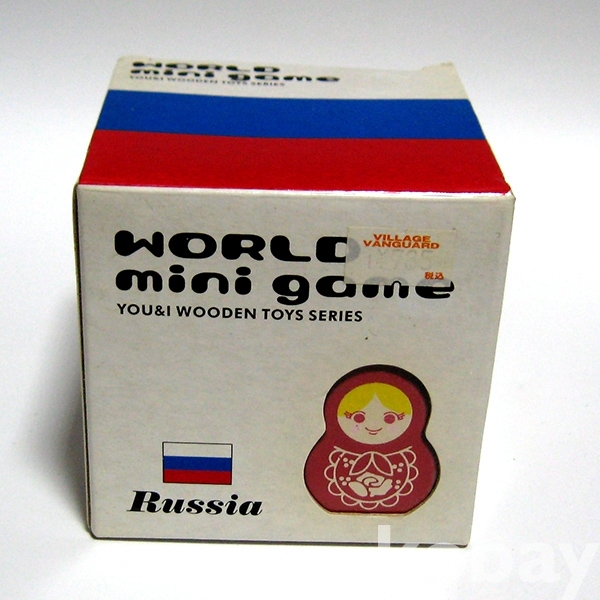 WORLD
mini game
YOU&I WOODEN TOYS SERIES
WORLD
mini game
YOU&I WOODEN TOYS SERIES
VILLAGE
VANGUARD
税込
Russia